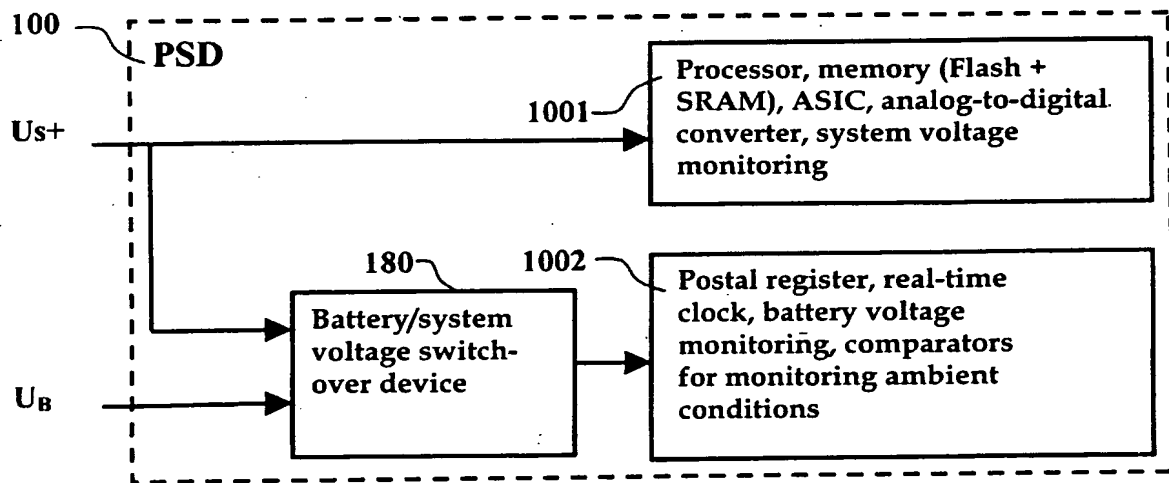 100
PSD
Processor, memory (Flash +
SRAM), ASIC, analog-to-digital
converter, system voltage
monitoring
1001
Us+
180
1002
Battery/system
voltage switch-
over device
Postal register, real-time
clock, battery voltage
monitoring, comparators
for monitoring ambient
conditions
UB